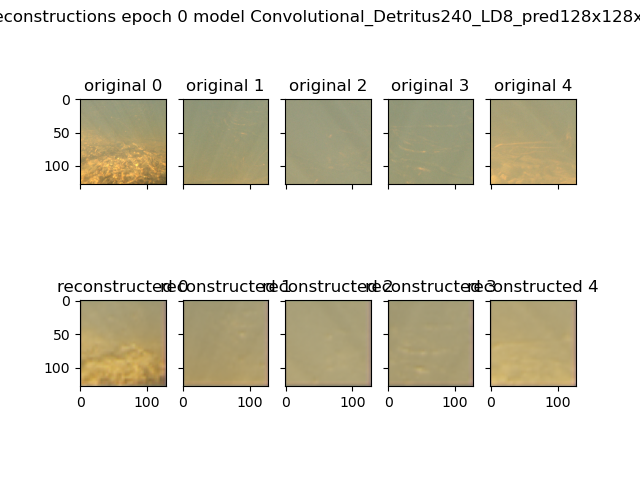 econstructions epoch 0 model Convolutional_Detritus240_LD8_pred128x128x
original 0 original 1 original 2 original 3 original 4
0
50
100
reconstructed 0 reconstructed 1 reconstructed 2 reconstructed 3 reconstructed 4
0
50
100
0 100 0 100 0 100 0 100 0 100